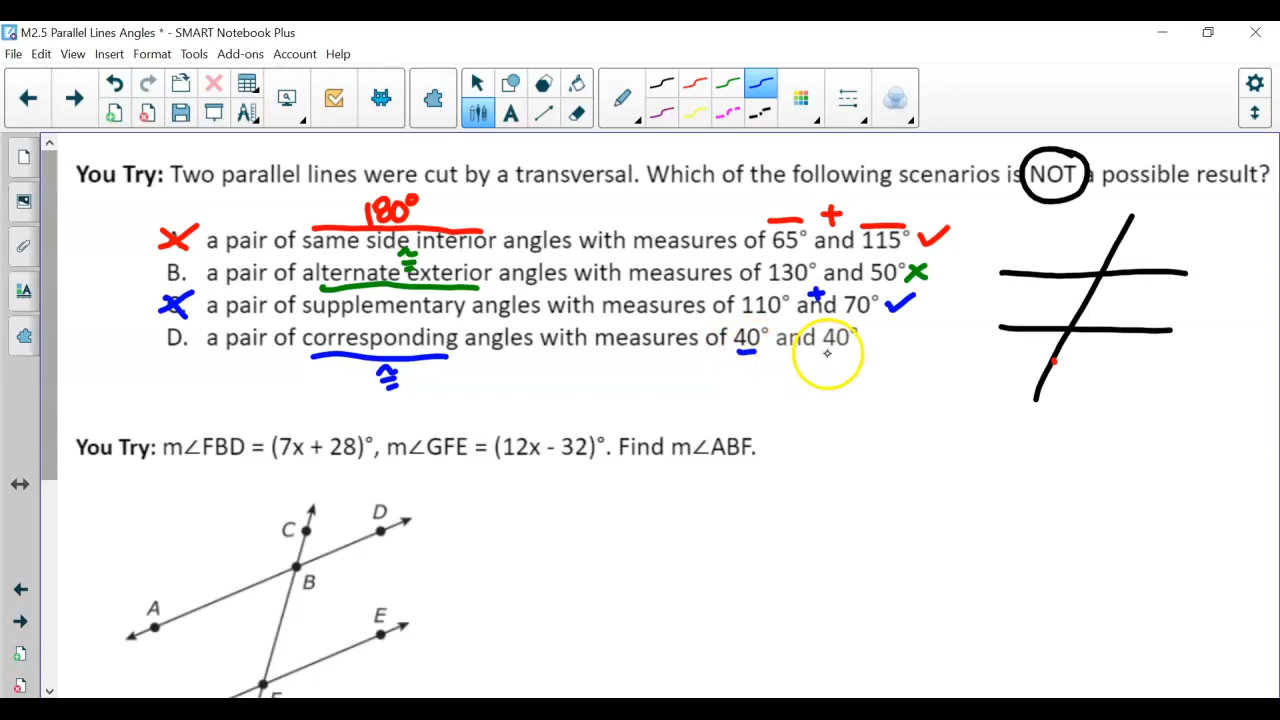 M2.5 Parallel Lines Angles * - SMART Notebook Plus
File Edit View Insert Format Tools Add-ons Account Help
You Try: Two parallel lines were cut by a transversal. Which of the following scenarios is NOT a possible result?
180°
+
A. a pair of same side interior angles with measures of 65° and 115° ✓
≅
B. a pair of alternate exterior angles with measures of 130° and 50° ×
+
C. a pair of supplementary angles with measures of 110° and 70° ✓
D. a pair of corresponding angles with measures of 40° and 40°
≅
You Try: m∠FBD = (7x + 28)°, m∠GFE = (12x - 32)°. Find m∠ABF.
C
D
B
A
E